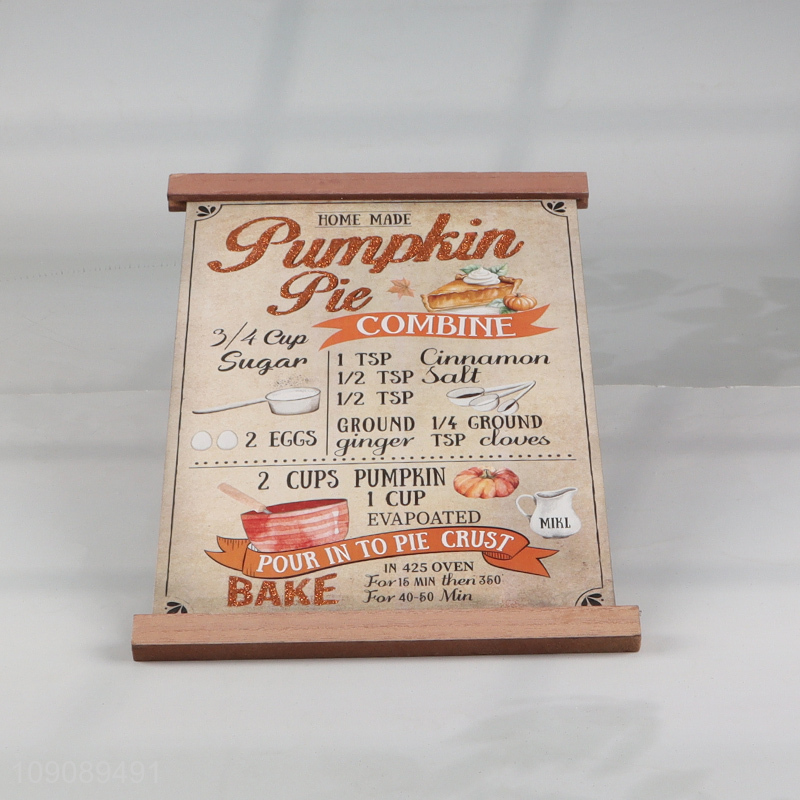 HOME MADE
Pumpkin
Pie
COMBINE
3/4 Cup
Sugar
1 TSP Cinnamon
1/2 TSP Salt
1/2 TSP
GROUND 1/4 GROUND
ginger TSP cloves
2 EGGS
2 CUPS PUMPKIN
1 CUP
EVAPOATED
MIKL
POUR IN TO PIE CRUST
BAKE
IN 425 OVEN
For 15 MIN then 350°
For 40-50 Min
109089491